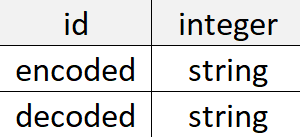 id integer
encoded string
decoded string